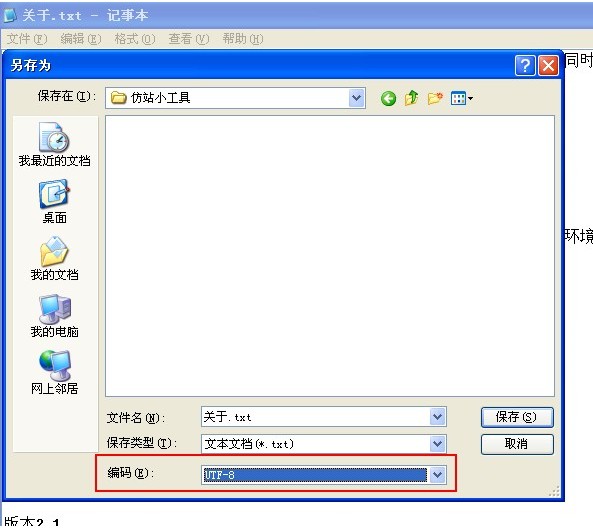 关于.txt - 记事本
文件(F) 编辑(E) 格式(O) 查看(V) 帮助(H)
同时
另存为
保存在(I):
仿站小工具
我最近的文档
桌面
环境
我的文档
我的电脑
网上邻居
文件名(N): 关于.txt 保存(S)
保存类型(T): 文本文档(*.txt) 取消
编码(E): UTF-8
版本2.1